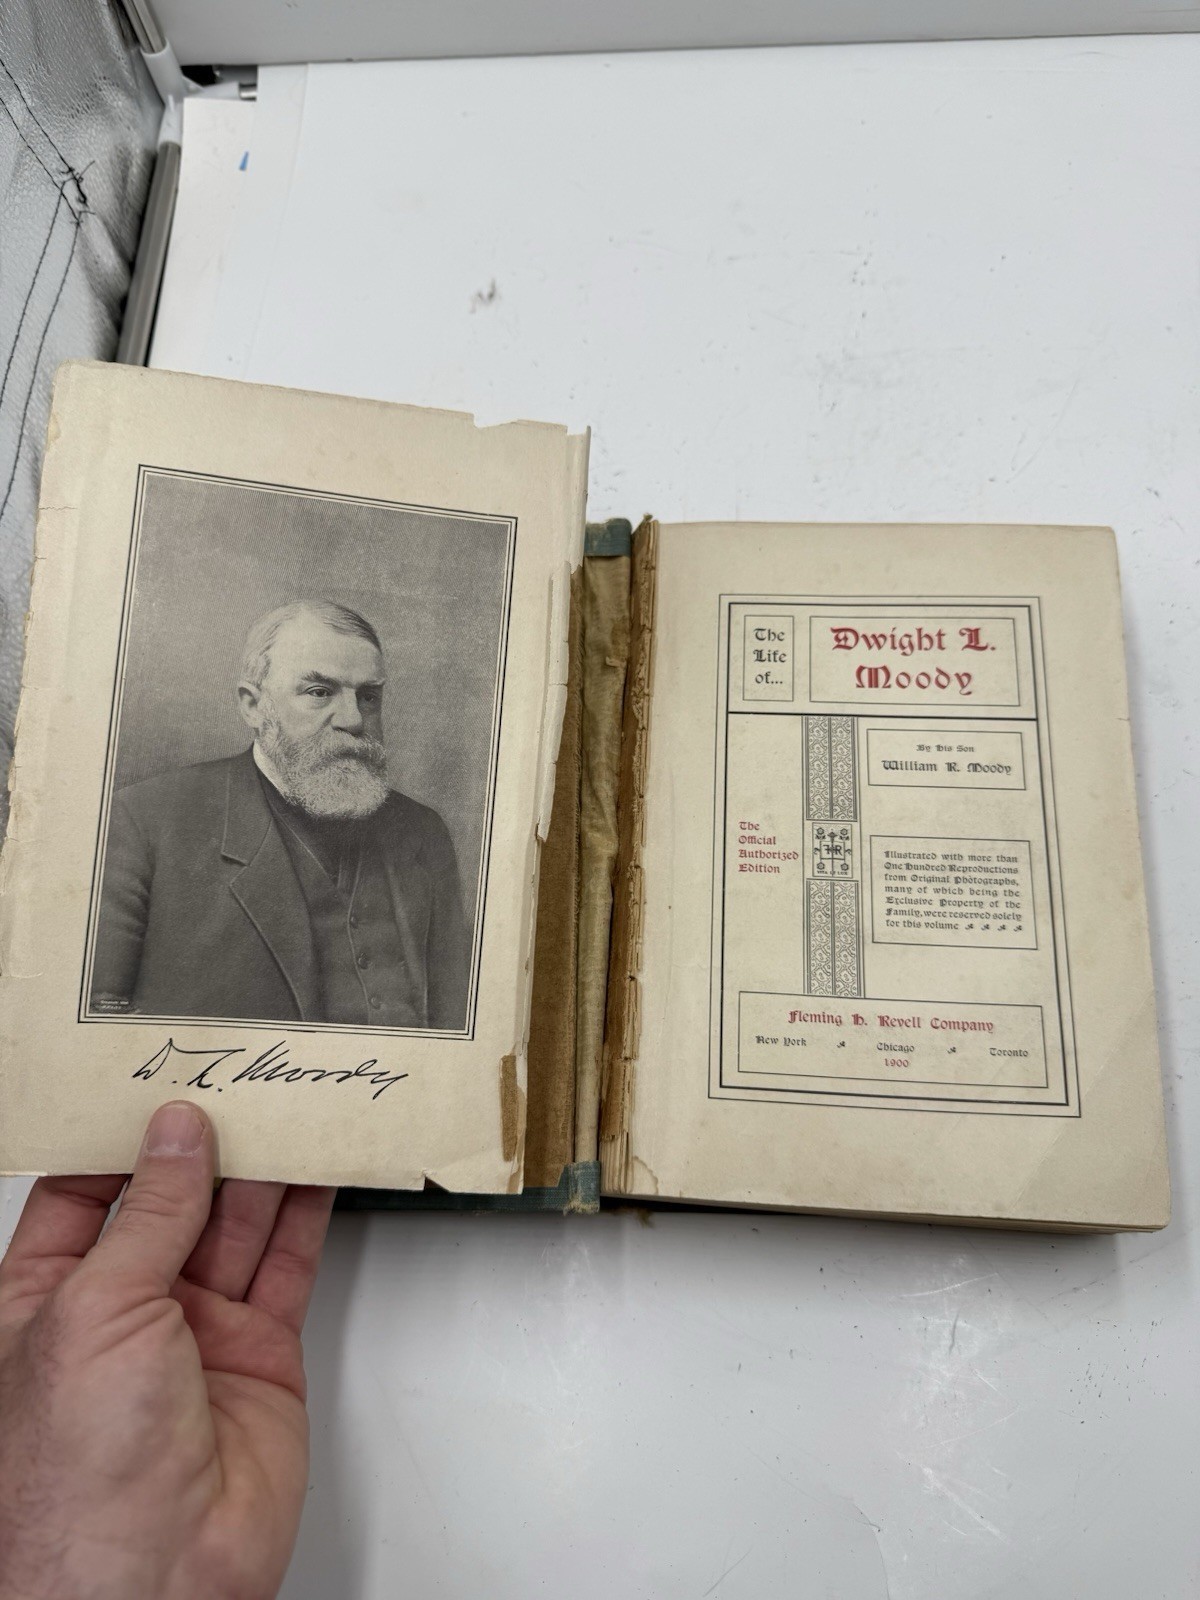 D. L. Moody
The
Life
of...
Dwight L.
Moody
By His Son
William R. Moody
The
Official
Authorized
Edition
Illustrated with more than
One Hundred Reproductions
from Original Photographs,
many of which being the
Exclusive Property of the
Family, were reserved solely
for this volume
Fleming H. Revell Company
New York Chicago Toronto
1900